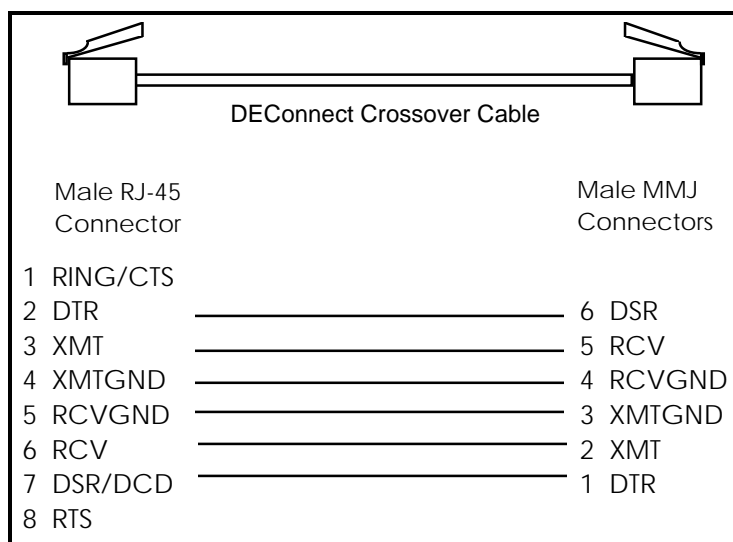 DEConnect Crossover Cable
Male RJ-45 Connector
Male MMJ Connectors
1 RING/CTS
2 DTR 6 DSR
3 XMT 5 RCV
4 XMTGND 4 RCVGND
5 RCVGND 3 XMTGND
6 RCV 2 XMT
7 DSR/DCD 1 DTR
8 RTS